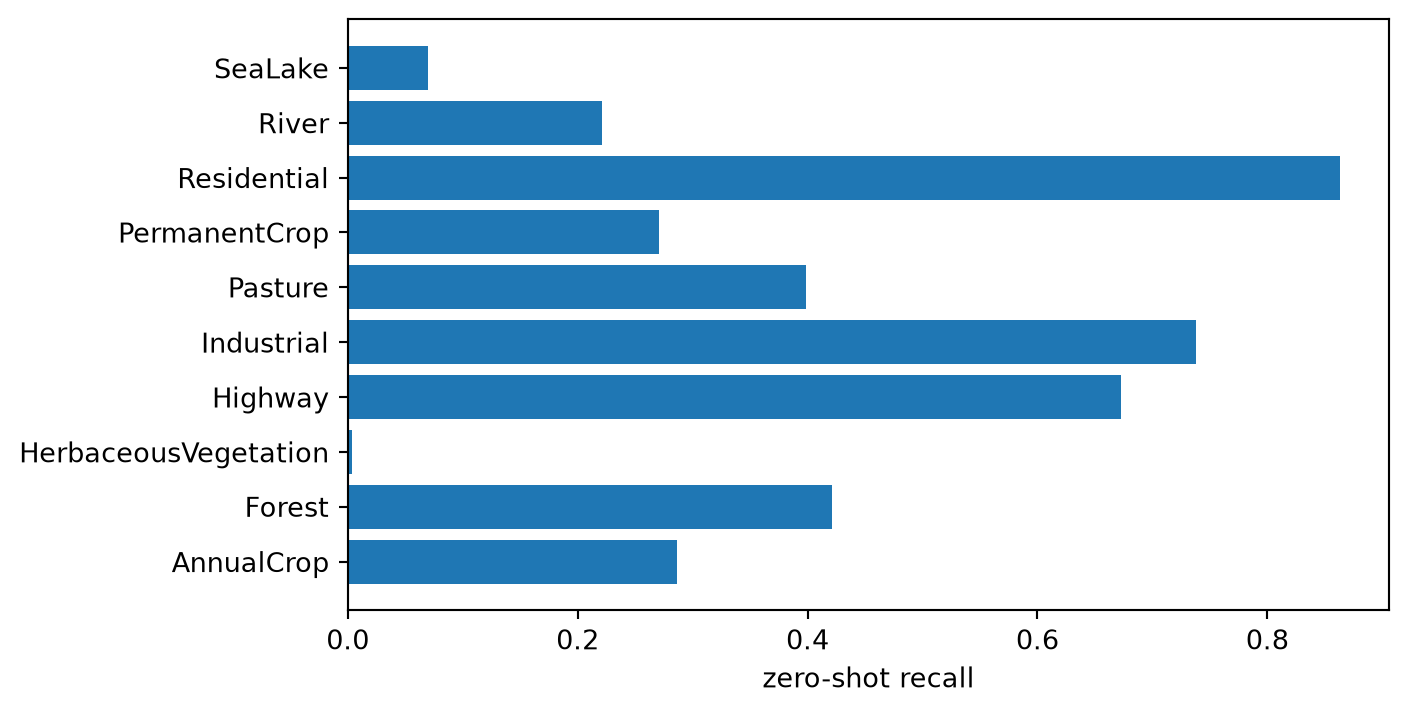 SeaLake
River
Residential
PermanentCrop
Pasture
Industrial
Highway
HerbaceousVegetation
Forest
AnnualCrop
0.0 0.2 0.4 0.6 0.8
zero-shot recall